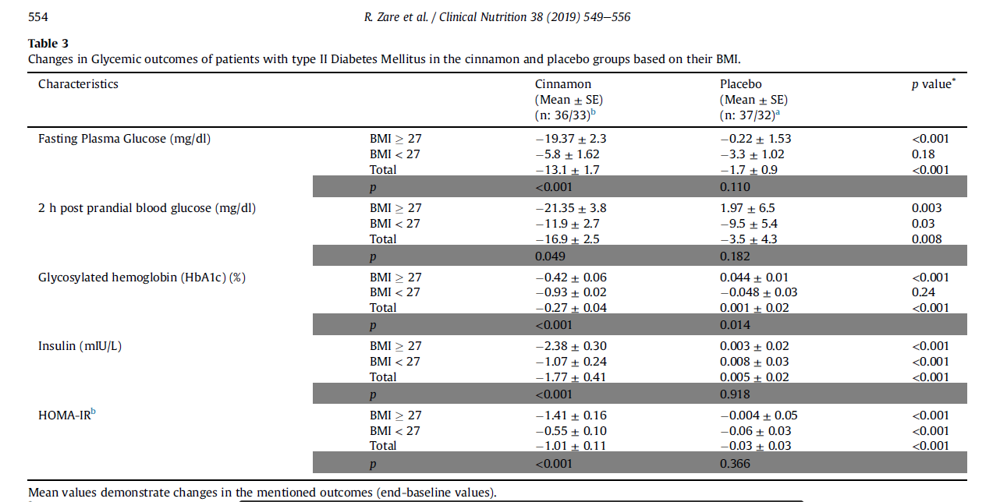 554 R. Zare et al. / Clinical Nutrition 38 (2019) 549–556
Table 3
Changes in Glycemic outcomes of patients with type II Diabetes Mellitus in the cinnamon and placebo groups based on their BMI.
Characteristics Cinnamon Placebo p value*
(Mean ± SE) (Mean ± SE)
(n: 36/33)b (n: 37/32)a
Fasting Plasma Glucose (mg/dl) BMI ≥ 27 −19.37 ± 2.3 −0.22 ± 1.53 <0.001
BMI < 27 −5.8 ± 1.62 −3.3 ± 1.02 0.18
Total −13.1 ± 1.7 −1.7 ± 0.9 <0.001
p <0.001 0.110
2 h post prandial blood glucose (mg/dl) BMI ≥ 27 −21.35 ± 3.8 1.97 ± 6.5 0.003
BMI < 27 −11.9 ± 2.7 −9.5 ± 5.4 0.03
Total −16.9 ± 2.5 −3.5 ± 4.3 0.008
p 0.049 0.182
Glycosylated hemoglobin (HbA1c) (%) BMI ≥ 27 −0.42 ± 0.06 0.044 ± 0.01 <0.001
BMI < 27 −0.93 ± 0.02 −0.048 ± 0.03 0.24
Total −0.27 ± 0.04 0.001 ± 0.02 <0.001
p <0.001 0.014
Insulin (mIU/L) BMI ≥ 27 −2.38 ± 0.30 0.003 ± 0.02 <0.001
BMI < 27 −1.07 ± 0.24 0.008 ± 0.03 <0.001
Total −1.77 ± 0.41 0.005 ± 0.02 <0.001
p <0.001 0.918
HOMA-IRb BMI ≥ 27 −1.41 ± 0.16 −0.004 ± 0.05 <0.001
BMI < 27 −0.55 ± 0.10 −0.06 ± 0.03 <0.001
Total −1.01 ± 0.11 −0.03 ± 0.03 <0.001
p <0.001 0.366
Mean values demonstrate changes in the mentioned outcomes (end-baseline values).